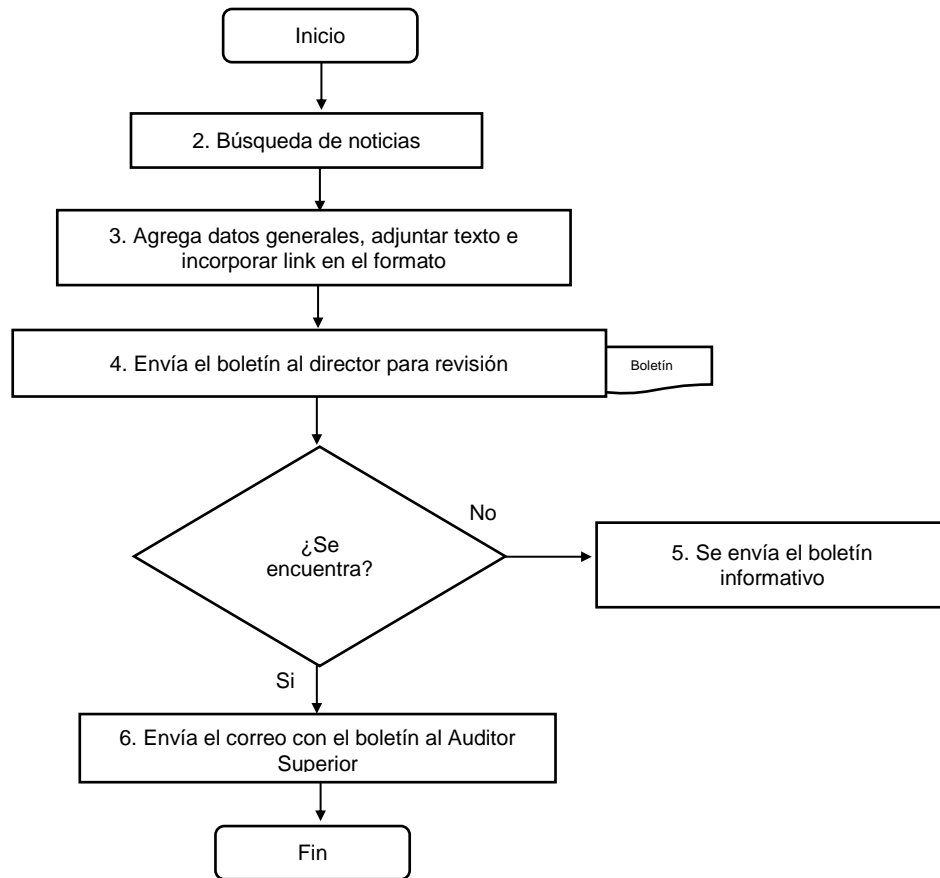 Inicio
2. Búsqueda de noticias
3. Agrega datos generales, adjuntar texto e
incorporar link en el formato
4. Envía el boletín al director para revisión
Boletín
¿Se
encuentra?
No
5. Se envía el boletín
informativo
Si
6. Envía el correo con el boletín al Auditor
Superior
Fin